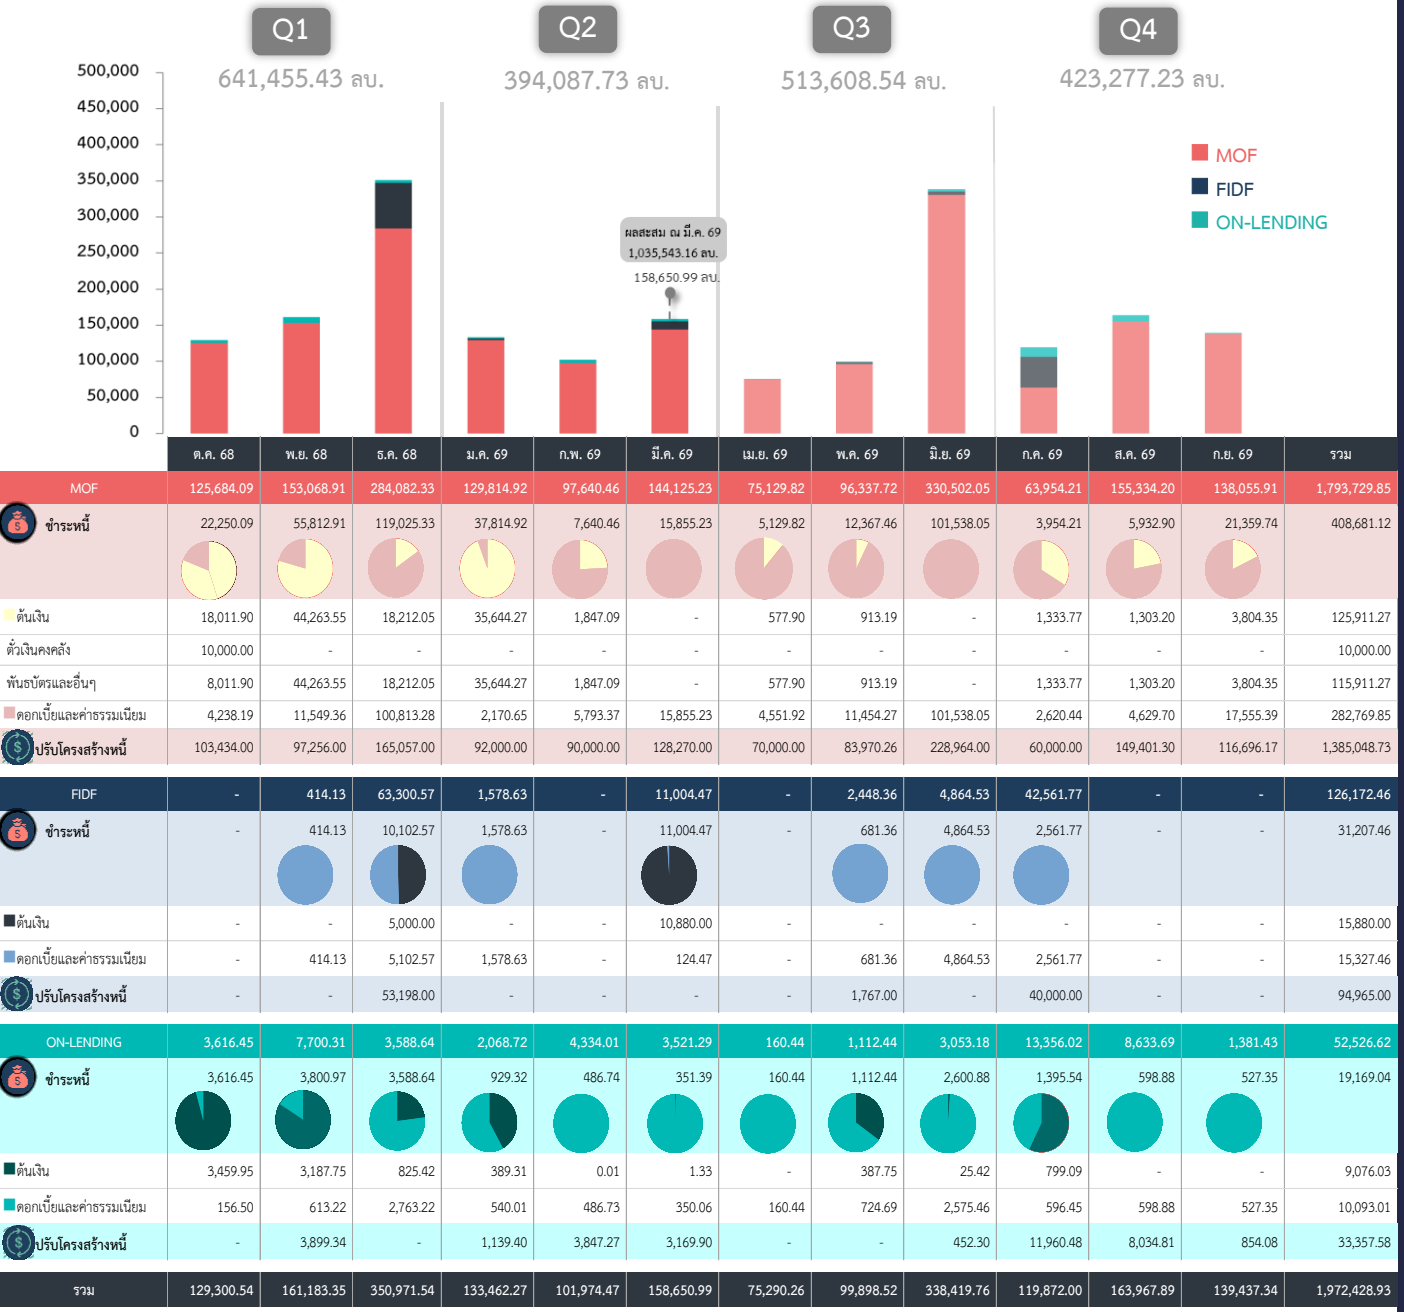 Q1 Q2 Q3 Q4
641,455.43 ลบ. 394,087.73 ลบ. 513,608.54 ลบ. 423,277.23 ลบ.
500,000
450,000
400,000
350,000
300,000
250,000
200,000
150,000
100,000
50,000
0
MOF
FIDF
ON-LENDING
ผลสะสม ณ มี.ค. 69
1,035,543.16 ลบ.
158,650.99 ลบ.
ต.ค. 68 พ.ย. 68 ธ.ค. 68 ม.ค. 69 ก.พ. 69 มี.ค. 69 เม.ย. 69 พ.ค. 69 มิ.ย. 69 ก.ค. 69 ส.ค. 69 ก.ย. 69 รวม
MOF 125,684.09 153,068.91 284,082.33 129,814.92 97,640.46 144,125.23 75,129.82 96,337.72 330,502.05 63,954.21 155,334.20 138,055.91 1,793,729.85
ชำระหนี้ 22,250.09 55,812.91 119,025.33 37,814.92 7,640.46 15,855.23 5,129.82 12,367.46 101,538.05 3,954.21 5,932.90 21,359.74 408,681.12
ต้นเงิน 18,011.90 44,263.55 18,212.05 35,644.27 1,847.09 - 577.90 913.19 - 1,333.77 1,303.20 3,804.35 125,911.27
ตั๋วเงินคงคลัง 10,000.00 - - - - - - - - - - - 10,000.00
พันธบัตรและอื่นๆ 8,011.90 44,263.55 18,212.05 35,644.27 1,847.09 - 577.90 913.19 - 1,333.77 1,303.20 3,804.35 115,911.27
ดอกเบี้ยและค่าธรรมเนียม 4,238.19 11,549.36 100,813.28 2,170.65 5,793.37 15,855.23 4,551.92 11,454.27 101,538.05 2,620.44 4,629.70 17,555.39 282,769.85
ปรับโครงสร้างหนี้ 103,434.00 97,256.00 165,057.00 92,000.00 90,000.00 128,270.00 70,000.00 83,970.26 228,964.00 60,000.00 149,401.30 116,696.17 1,385,048.73
FIDF - 414.13 63,300.57 1,578.63 - 11,004.47 - 2,448.36 4,864.53 42,561.77 - - 126,172.46
ชำระหนี้ - 414.13 10,102.57 1,578.63 - 11,004.47 - 681.36 4,864.53 2,561.77 - - 31,207.46
ต้นเงิน - - 5,000.00 - - 10,880.00 - - - - - - 15,880.00
ดอกเบี้ยและค่าธรรมเนียม - 414.13 5,102.57 1,578.63 - 124.47 - 681.36 4,864.53 2,561.77 - - 15,327.46
ปรับโครงสร้างหนี้ - - 53,198.00 - - - - 1,767.00 - 40,000.00 - - 94,965.00
ON-LENDING 3,616.45 7,700.31 3,588.64 2,068.72 4,334.01 3,521.29 160.44 1,112.44 3,053.18 13,356.02 8,633.69 1,381.43 52,526.62
ชำระหนี้ 3,616.45 3,800.97 3,588.64 929.32 486.74 351.39 160.44 1,112.44 2,600.88 1,395.54 598.88 527.35 19,169.04
ต้นเงิน 3,459.95 3,187.75 825.42 389.31 0.01 1.33 - 387.75 25.42 799.09 - - 9,076.03
ดอกเบี้ยและค่าธรรมเนียม 156.50 613.22 2,763.22 540.01 486.73 350.06 160.44 724.69 2,575.46 596.45 598.88 527.35 10,093.01
ปรับโครงสร้างหนี้ - 3,899.34 - 1,139.40 3,847.27 3,169.90 - - 452.30 11,960.48 8,034.81 854.08 33,357.58
รวม 129,300.54 161,183.35 350,971.54 133,462.27 101,974.47 158,650.99 75,290.26 99,898.52 338,419.76 119,872.00 163,967.89 139,437.34 1,972,428.93